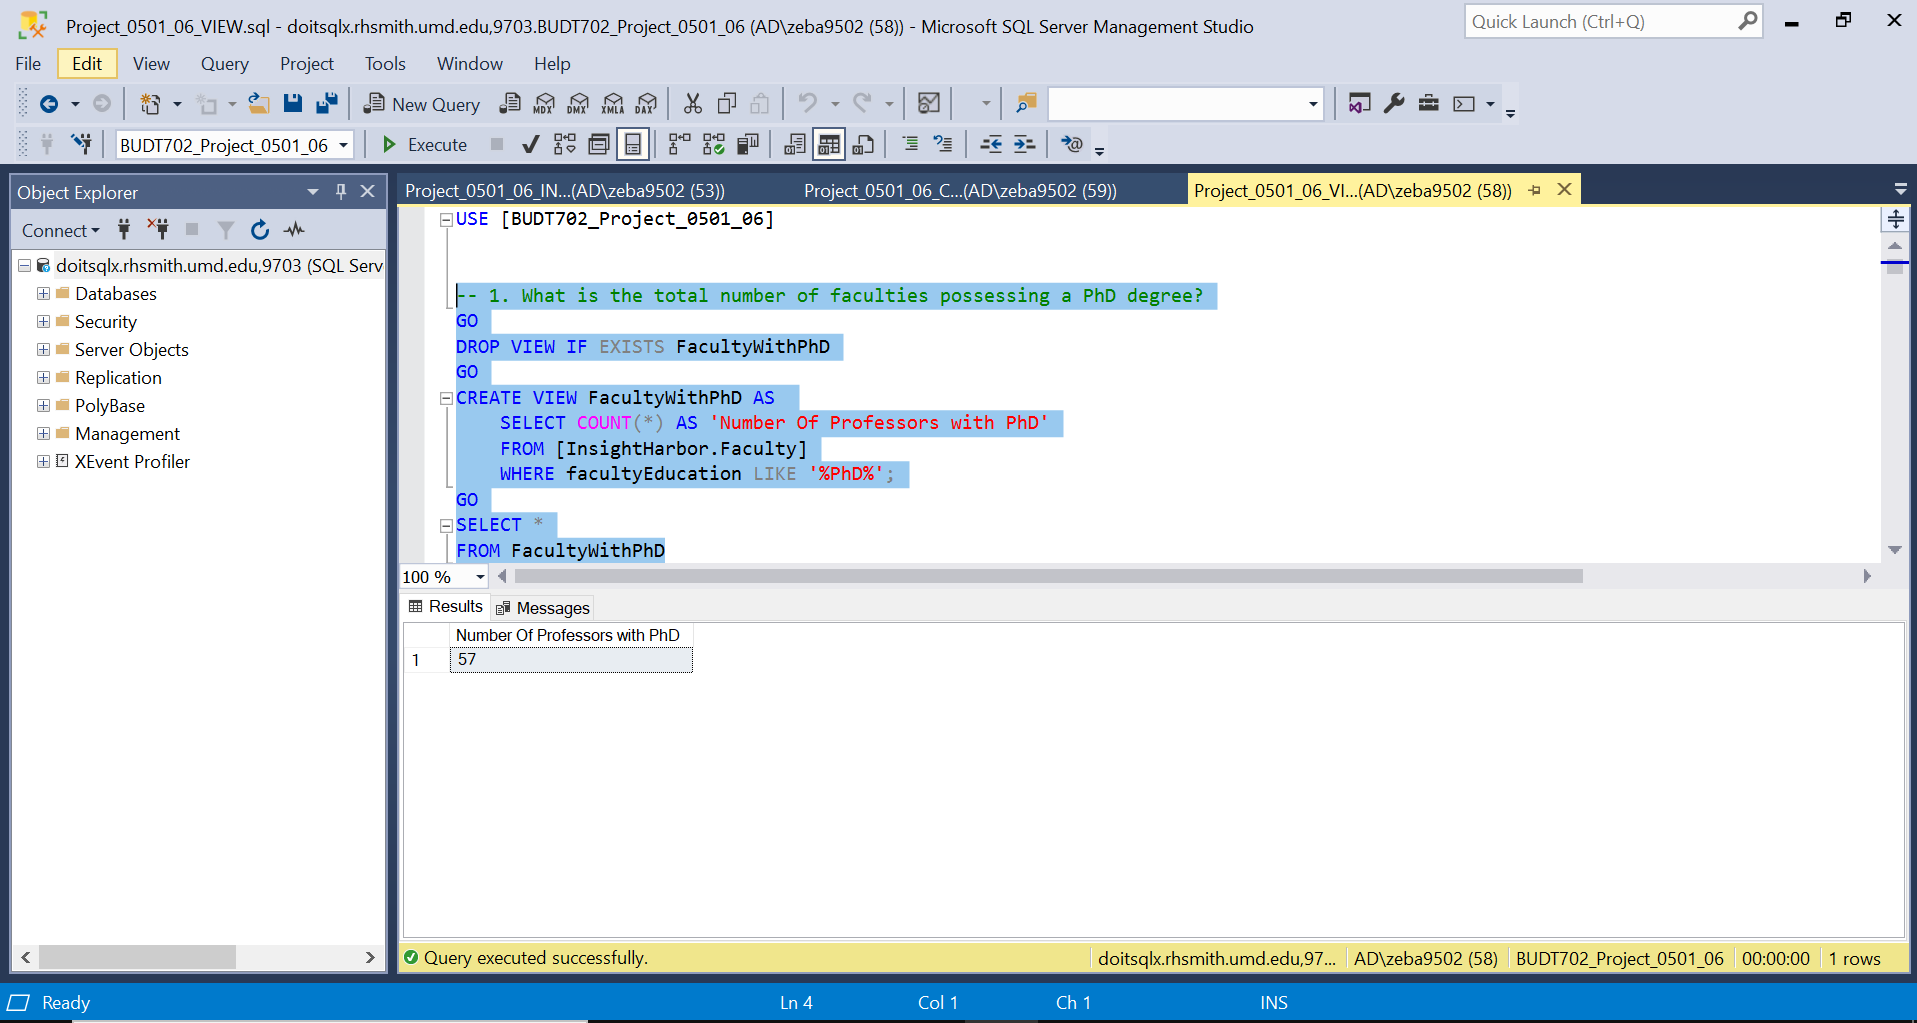 Project_0501_06_VIEW.sql - doitsqlx.rhsmith.umd.edu,9703.BUDT702_Project_0501_06 (AD\zeba9502 (58)) - Microsoft SQL Server Management Studio
Quick Launch (Ctrl+Q)
File Edit View Query Project Tools Window Help
New Query MDX DMX XMLA DAX
BUDT702_Project_0501_06 Execute
Object Explorer
Connect
doitsqlx.rhsmith.umd.edu,9703 (SQL Serv
Databases
Security
Server Objects
Replication
PolyBase
Management
XEvent Profiler
Project_0501_06_IN...(AD\zeba9502 (53)) Project_0501_06_C...(AD\zeba9502 (59)) Project_0501_06_VI...(AD\zeba9502 (58))
USE [BUDT702_Project_0501_06]
-- 1. What is the total number of faculties possessing a PhD degree?
GO
DROP VIEW IF EXISTS FacultyWithPhD
GO
CREATE VIEW FacultyWithPhD AS
SELECT COUNT(*) AS 'Number Of Professors with PhD'
FROM [InsightHarbor.Faculty]
WHERE facultyEducation LIKE '%PhD%';
GO
SELECT *
FROM FacultyWithPhD
100 %
Results Messages
Number Of Professors with PhD
1 57
Query executed successfully. doitsqlx.rhsmith.umd.edu,97... AD\zeba9502 (58) BUDT702_Project_0501_06 00:00:00 1 rows
Ready Ln 4 Col 1 Ch 1 INS